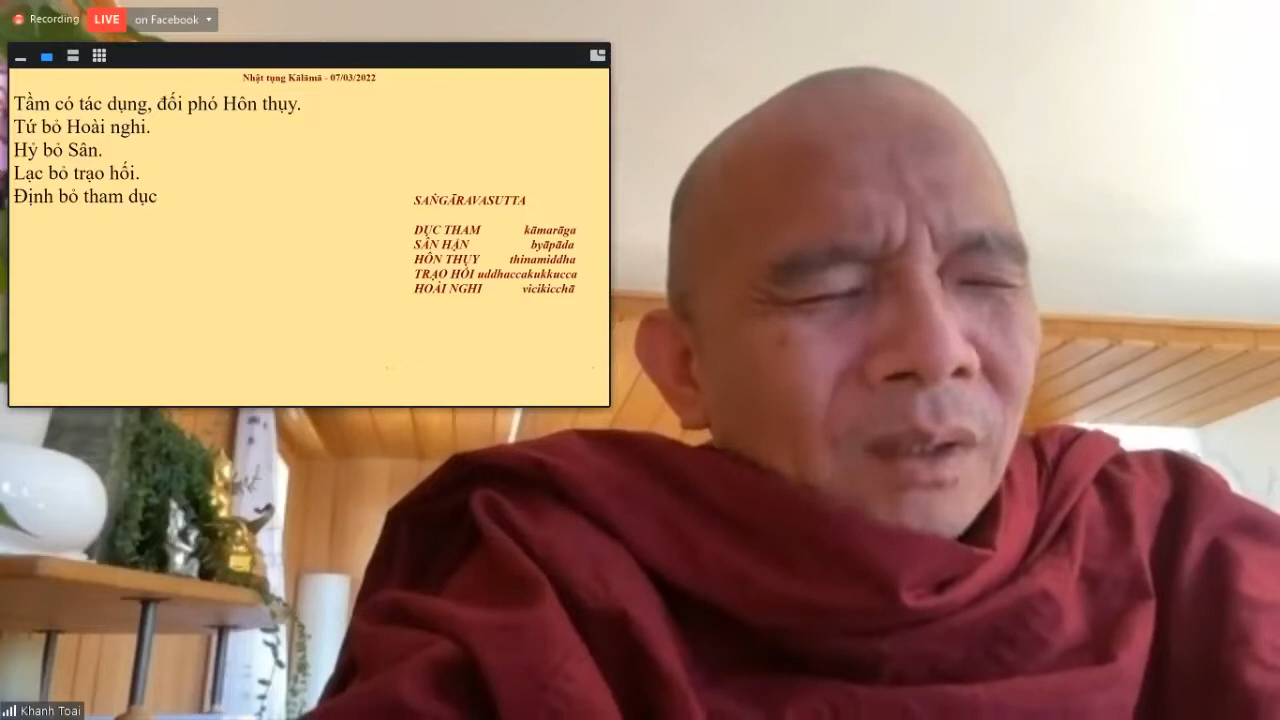 Recording LIVE on Facebook
Nhật tụng Kālāmā - 07/03/2022
Tầm có tác dụng, đối phó Hôn thụy.
Tứ bỏ Hoài nghi.
Hỷ bỏ Sân.
Lạc bỏ trạo hối.
Định bỏ tham dục
SAṄGĀRAVASUTTA
DỤC THAM kāmarāga
SÂN HẬN byāpāda
HÔN THỤY thinamiddha
TRẠO HỐI uddhaccakukkucca
HOÀI NGHI vicikicchā
Khanh Toai